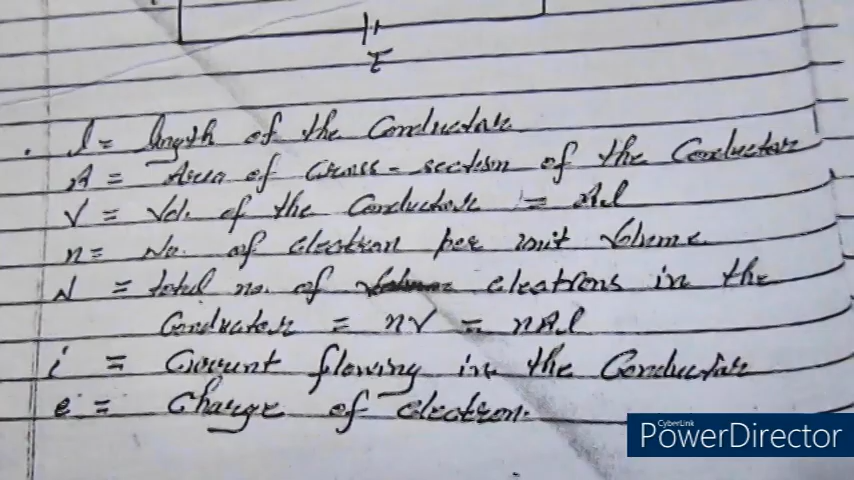 E
l = length of the Conductor
A = Area of Cross-section of the Conductor
V = Vol. of the Conductor = Al
n = No. of electron per unit Volume
N = total no. of electrons in the
Conductor = nV = nAl
i = Current flowing in the Conductor
e = Charge of electron.
CyberLink
PowerDirector